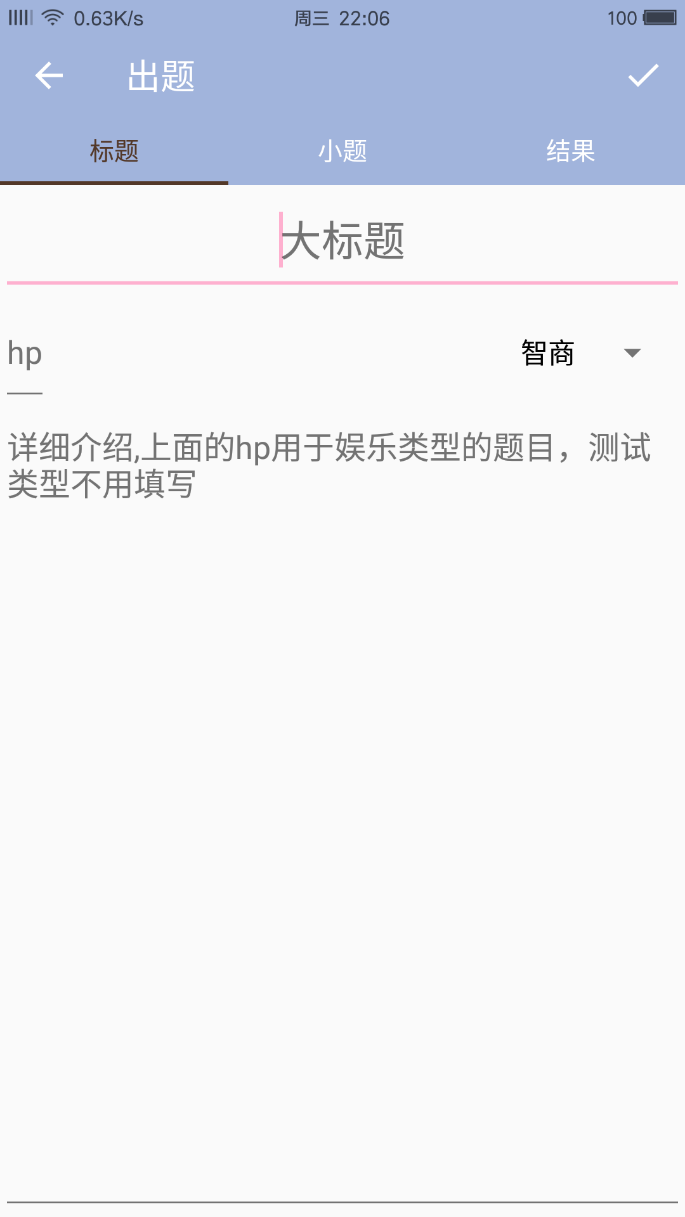 0.63K/s 周三 22:06 100
出题
标题 小题 结果
大标题
hp 智商
详细介绍,上面的hp用于娱乐类型的题目，测试
类型不用填写